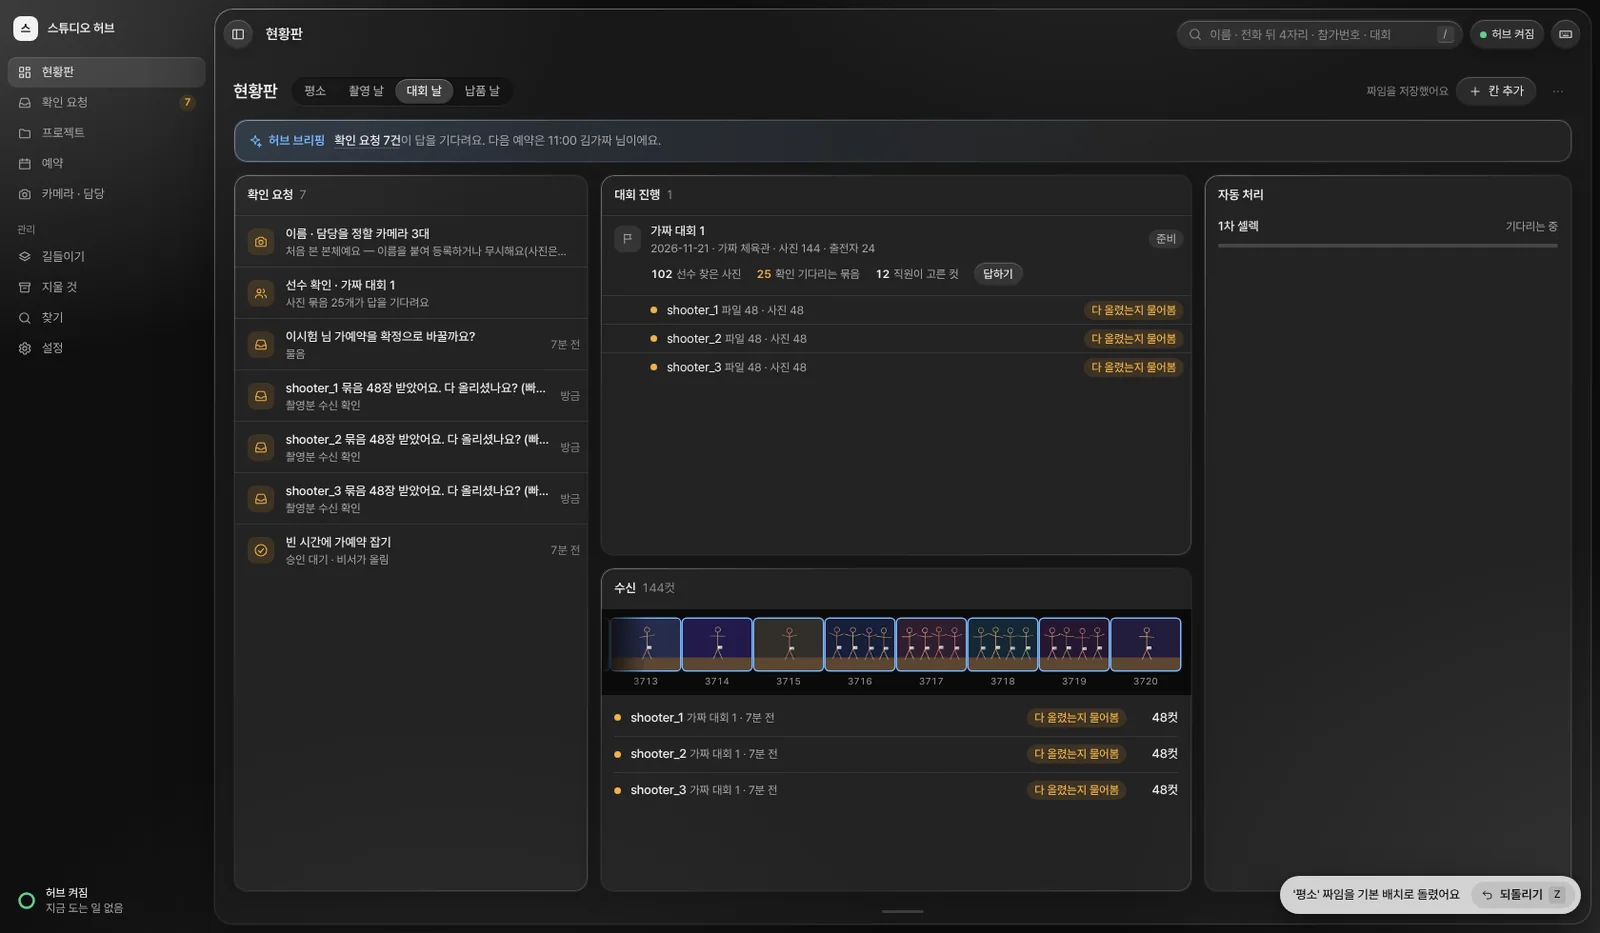 스 스튜디오 허브
현황판
확인 요청 7
프로젝트
예약
카메라 · 담당
관리
길들이기
지울 것
찾기
설정
허브 켜짐
지금 도는 일 없음
현황판
이름 · 전화 뒤 4자리 · 참가번호 · 대회 /
허브 켜짐
현황판
평소 촬영 날 대회 날 납품 날
짜임을 저장했어요
+ 칸 추가 ···
허브 브리핑 확인 요청 7건이 답을 기다려요. 다음 예약은 11:00 김가짜 님이에요.
확인 요청 7
이름 · 담당을 정할 카메라 3대
처음 본 본체예요 — 이름을 붙여 등록하거나 무시해요(사진은...
선수 확인 · 가짜 대회 1
사진 묶음 25개가 답을 기다려요
이시험 님 가예약을 확정으로 바꿀까요?
물음
7분 전
shooter_1 묶음 48장 받았어요. 다 올리셨나요? (빠...
촬영분 수신 확인
방금
shooter_2 묶음 48장 받았어요. 다 올리셨나요? (빠...
촬영분 수신 확인
방금
shooter_3 묶음 48장 받았어요. 다 올리셨나요? (빠...
촬영분 수신 확인
방금
빈 시간에 가예약 잡기
승인 대기 · 비서가 올림
7분 전
대회 진행 1
가짜 대회 1
2026-11-21 · 가짜 체육관 · 사진 144 · 출전자 24
준비
102 선수 찾은 사진 25 확인 기다리는 묶음 12 직원이 고른 컷 답하기
shooter_1 파일 48 · 사진 48 다 올렸는지 물어봄
shooter_2 파일 48 · 사진 48 다 올렸는지 물어봄
shooter_3 파일 48 · 사진 48 다 올렸는지 물어봄
수신 144컷
3713 3714 3715 3716 3717 3718 3719 3720
shooter_1 가짜 대회 1 · 7분 전 다 올렸는지 물어봄 48컷
shooter_2 가짜 대회 1 · 7분 전 다 올렸는지 물어봄 48컷
shooter_3 가짜 대회 1 · 7분 전 다 올렸는지 물어봄 48컷
자동 처리
1차 셀렉 기다리는 중
'평소' 짜임을 기본 배치로 돌렸어요 되돌리기 Z